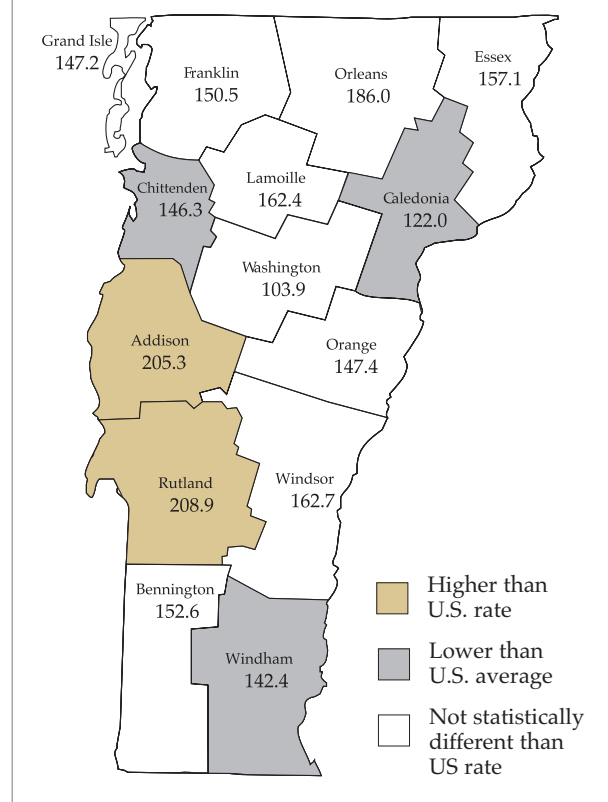 Grand Isle
147.2
Franklin
150.5
Orleans
186.0
Essex
157.1
Chittenden
146.3
Lamoille
162.4
Caledonia
122.0
Washington
103.9
Addison
205.3
Orange
147.4
Rutland
208.9
Windsor
162.7
Bennington
152.6
Windham
142.4
Higher than
U.S. rate
Lower than
U.S. average
Not statistically
different than
US rate